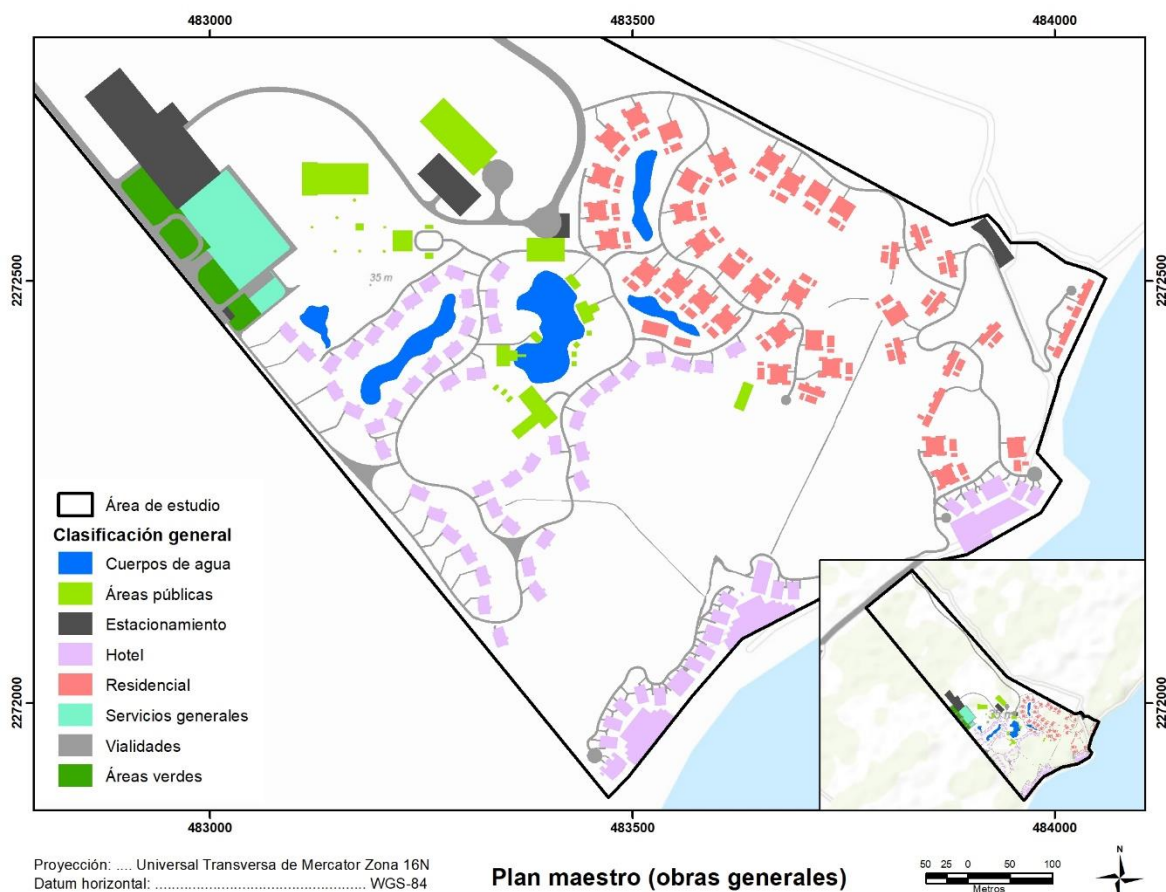 483000 483500 484000
2272500 2272500
35 m
Área de estudio
Clasificación general
Cuerpos de agua
Áreas públicas
Estacionamiento
Hotel
Residencial
Servicios generales
Vialidades
Áreas verdes
2272000 2272000
483000 483500 484000
Proyección: .... Universal Transversa de Mercator Zona 16N
Datum horizontal: ........................................ WGS-84
Plan maestro (obras generales)
50 25 0 50 100
Metros
N